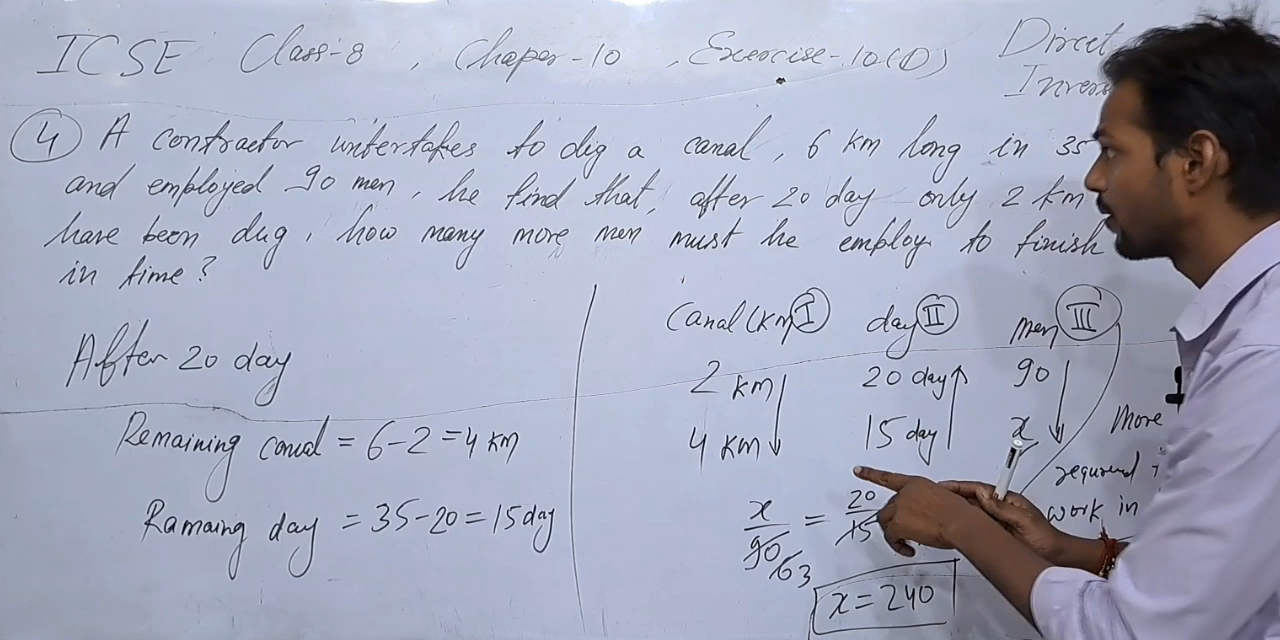 ICSE Class-8 , Chaper-10 , Exercise-10(D) Direct
Invers
4 A contractor untertakes to dig a canal, 6 km long in 35
and employed 90 men, he find that, after 20 day only 2 km
have been dug, how many more men must he employ to finish
in time?
After 20 day
Remaining canal = 6-2 = 4 km
Ramaing day = 35-20 = 15 day
Canal (km) I day II men III
2 km 20 day 90
4 km 15 day x
More
required
work in
x/90 = 20/15
6 3
x = 240